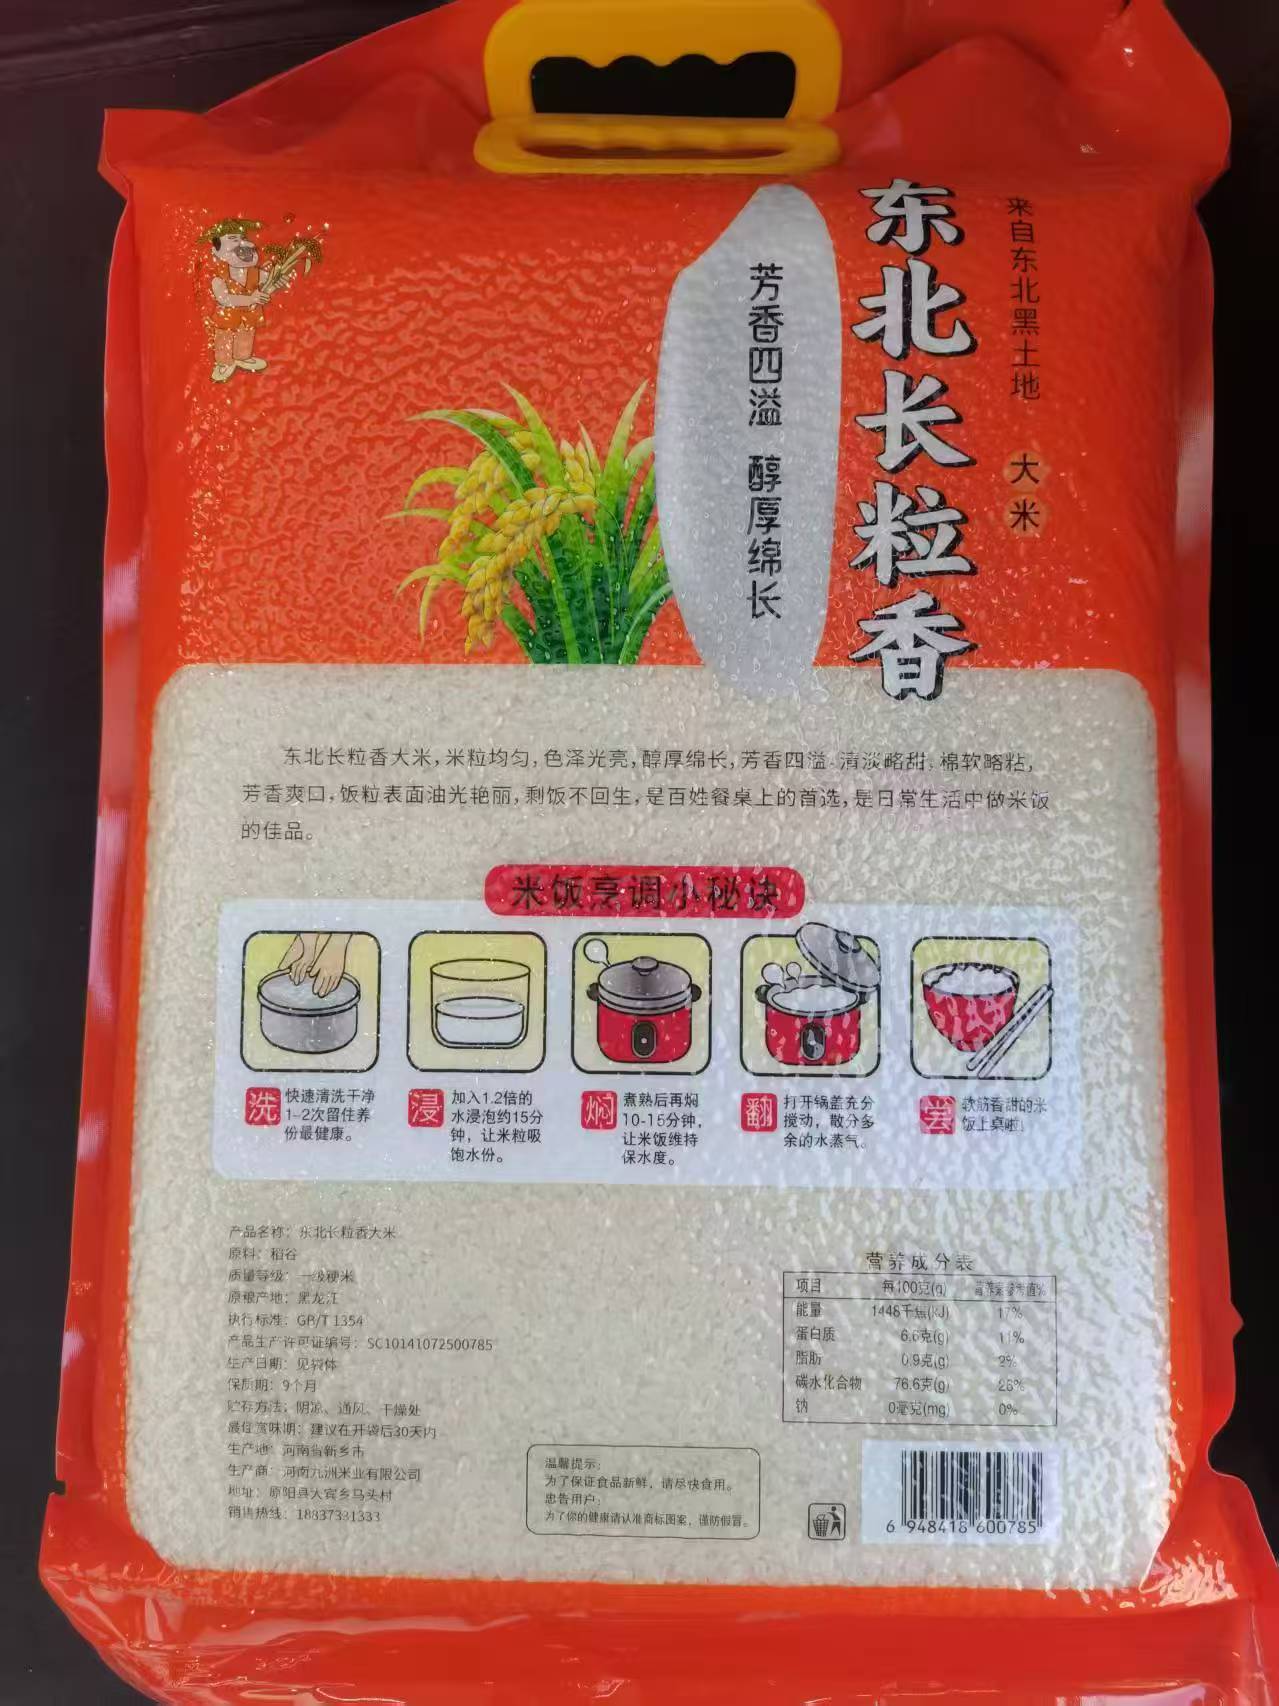 来自东北黑土地
大米
东北长粒香
芳香四溢 醇厚绵长
东北长粒香大米,米粒均匀,色泽光亮,醇厚绵长,芳香四溢,清淡略甜,棉软略粘,
芳香爽口,饭粒表面油光艳丽,剩饭不回生,是百姓餐桌上的首选,是日常生活中做米饭
的佳品。
米饭烹调小秘诀
洗
快速清洗干净
1-2次留住养
份最健康。
浸
加入1.2倍的
水浸泡约15分
钟,让米粒吸
饱水份。
焖
煮熟后再焖
10-15分钟,
让米饭维持
保水度。
翻
打开锅盖充分
搅动,散分多
余的水蒸气。
尝
软筋香甜的米
饭上桌啦!
产品名称:东北长粒香大米
原料:稻谷
质量等级:一级粳米
原粮产地:黑龙江
执行标准:GB/T 1354
产品生产许可证编号:SC10141072500785
生产日期:见袋体
保质期:9个月
贮存方法:阴凉、通风、干燥处
最佳赏味期:建议在开袋后30天内
生产地:河南省新乡市
生产商:河南九洲米业有限公司
地址:原阳县大宾乡马头村
销售热线:18837331333
营养成分表
项目 每100克(g) 营养素参考值%
能量 1448千焦(kJ) 17%
蛋白质 6.6克(g) 11%
脂肪 0.9克(g) 2%
碳水化合物 76.6克(g) 26%
钠 0毫克(mg) 0%
温馨提示:
为了保证食品新鲜,请尽快食用。
忠告用户:
为了你的健康请认准商标图案,谨防假冒。
6 948418 600785